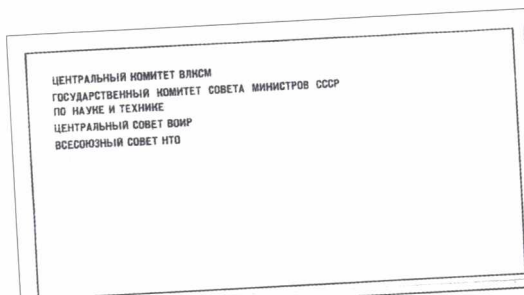 ЦЕНТРАЛЬНЫЙ КОМИТЕТ ВЛКСМ
ГОСУДАРСТВЕННЫЙ КОМИТЕТ СОВЕТА МИНИСТРОВ СССР
ПО НАУКЕ И ТЕХНИКЕ
ЦЕНТРАЛЬНЫЙ СОВЕТ ВОИР
ВСЕСОЮЗНЫЙ СОВЕТ НТО